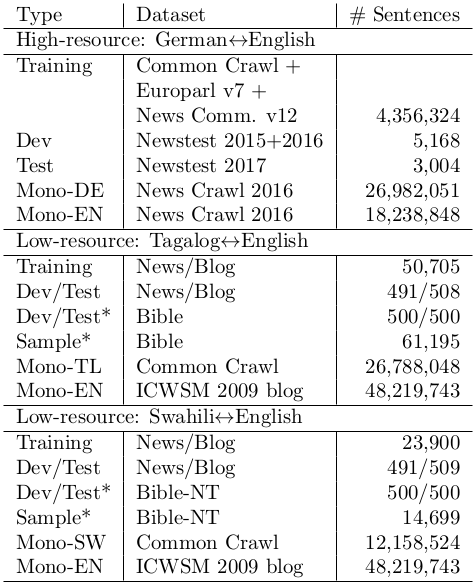 Type Dataset # Sentences
High-resource: German↔English
Training Common Crawl +
Europarl v7 +
News Comm. v12 4,356,324
Dev Newstest 2015+2016 5,168
Test Newstest 2017 3,004
Mono-DE News Crawl 2016 26,982,051
Mono-EN News Crawl 2016 18,238,848
Low-resource: Tagalog↔English
Training News/Blog 50,705
Dev/Test News/Blog 491/508
Dev/Test* Bible 500/500
Sample* Bible 61,195
Mono-TL Common Crawl 26,788,048
Mono-EN ICWSM 2009 blog 48,219,743
Low-resource: Swahili↔English
Training News/Blog 23,900
Dev/Test News/Blog 491/509
Dev/Test* Bible-NT 500/500
Sample* Bible-NT 14,699
Mono-SW Common Crawl 12,158,524
Mono-EN ICWSM 2009 blog 48,219,743